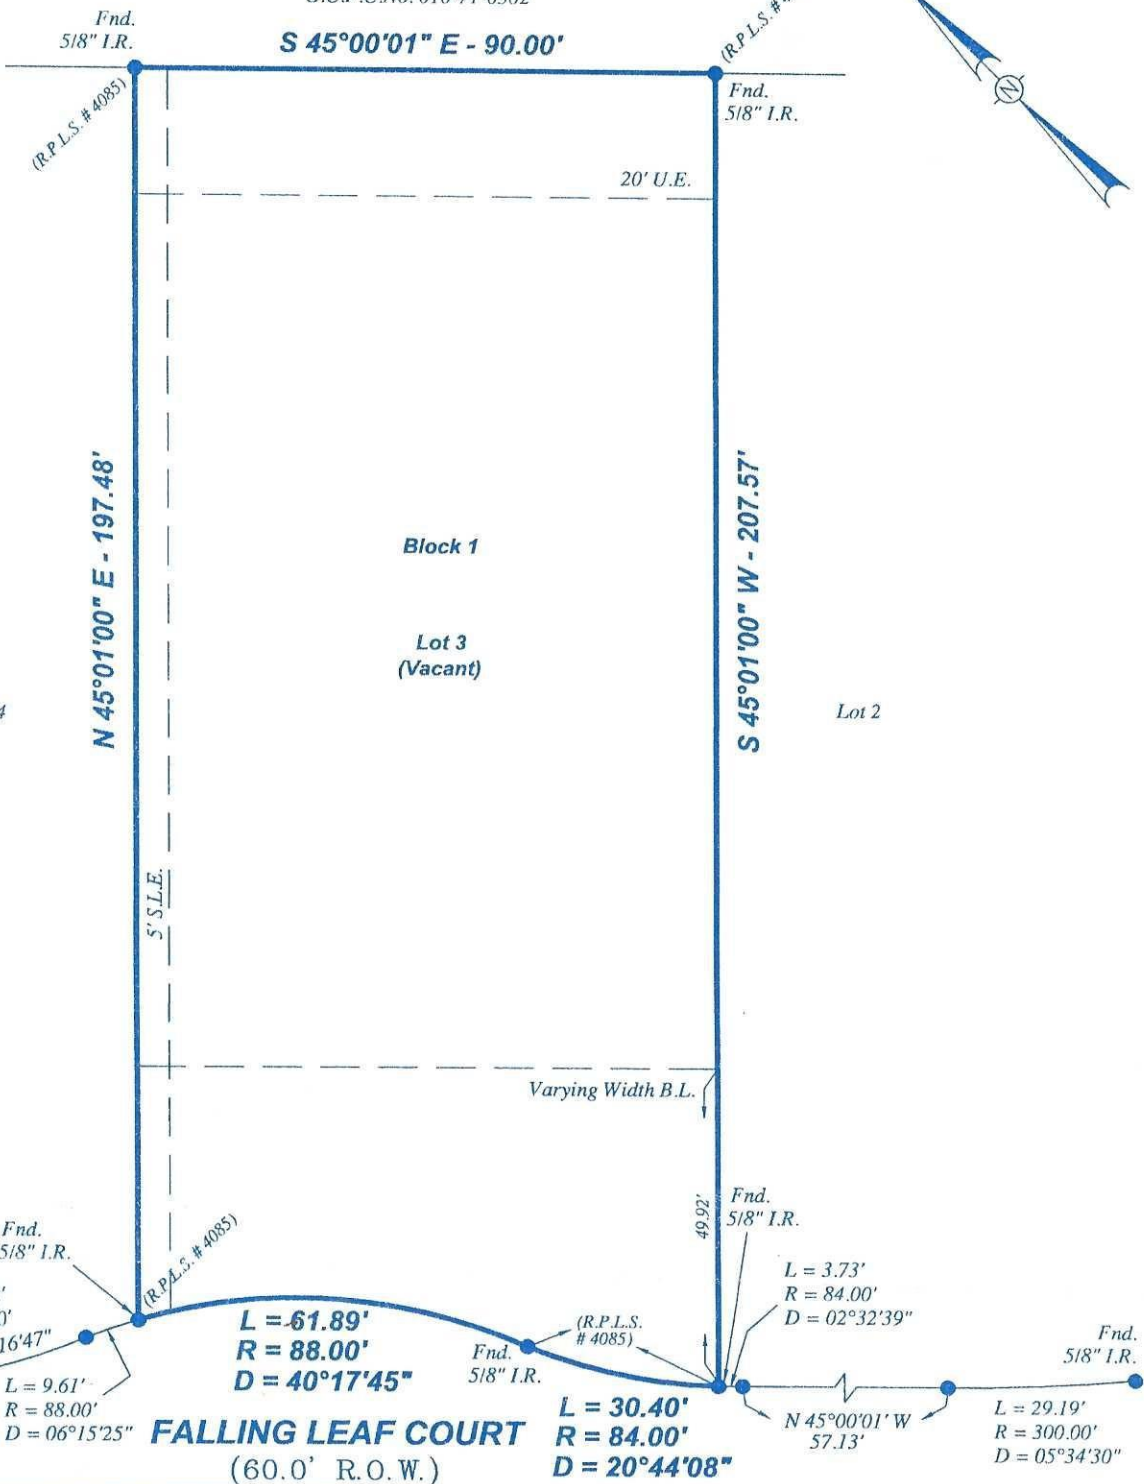 Fnd.
5/8" I.R.
S 45°00'01" E - 90.00'
(R.P.L.S. #
(R.P.L.S. # 4085)
Fnd.
5/8" I.R.
N
20' U.E.
N 45°01'00" E - 197.48'
S 45°01'00" W - 207.57'
Block 1
Lot 3
(Vacant)
4
Lot 2
5' S.L.E.
Varying Width B.L.
49.92'
Fnd.
5/8" I.R.
Fnd.
5/8" I.R.
(R.P.L.S. # 4085)
L = 3.73'
R = 84.00'
D = 02°32'39"
16'47"
L = 61.89'
R = 88.00'
D = 40°17'45"
(R.P.L.S.
# 4085)
Fnd.
5/8" I.R.
Fnd.
5/8" I.R.
L = 9.61'
R = 88.00'
D = 06°15'25"
FALLING LEAF COURT
(60.0' R.O.W.)
L = 30.40'
R = 84.00'
D = 20°44'08"
N 45°00'01' W
57.13'
L = 29.19'
R = 300.00'
D = 05°34'30"